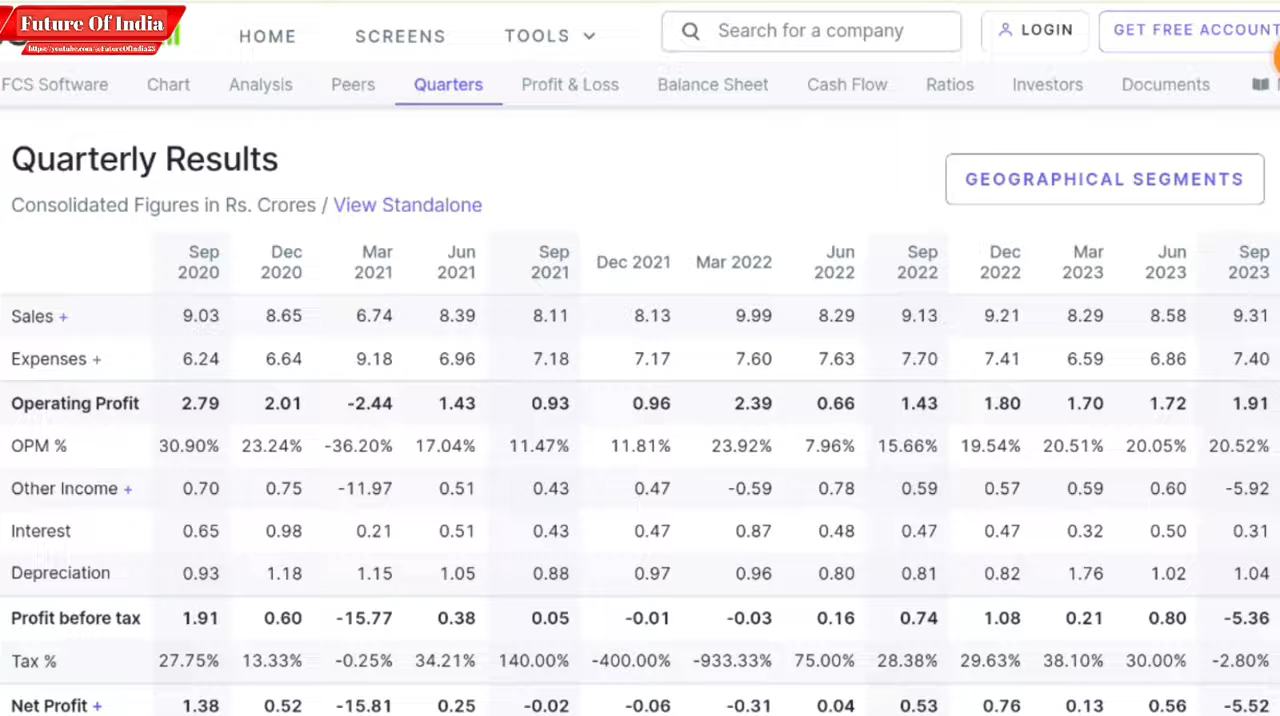 Future Of India
https://youtube.com/@FutureOfIndia2S
HOME SCREENS TOOLS Search for a company LOGIN GET FREE ACCOUNT
FCS Software Chart Analysis Peers Quarters Profit & Loss Balance Sheet Cash Flow Ratios Investors Documents
Quarterly Results
GEOGRAPHICAL SEGMENTS
Consolidated Figures in Rs. Crores / View Standalone
Sep 2020 Dec 2020 Mar 2021 Jun 2021 Sep 2021 Dec 2021 Mar 2022 Jun 2022 Sep 2022 Dec 2022 Mar 2023 Jun 2023 Sep 2023
Sales + 9.03 8.65 6.74 8.39 8.11 8.13 9.99 8.29 9.13 9.21 8.29 8.58 9.31
Expenses + 6.24 6.64 9.18 6.96 7.18 7.17 7.60 7.63 7.70 7.41 6.59 6.86 7.40
Operating Profit 2.79 2.01 -2.44 1.43 0.93 0.96 2.39 0.66 1.43 1.80 1.70 1.72 1.91
OPM % 30.90% 23.24% -36.20% 17.04% 11.47% 11.81% 23.92% 7.96% 15.66% 19.54% 20.51% 20.05% 20.52%
Other Income + 0.70 0.75 -11.97 0.51 0.43 0.47 -0.59 0.78 0.59 0.57 0.59 0.60 -5.92
Interest 0.65 0.98 0.21 0.51 0.43 0.47 0.87 0.48 0.47 0.47 0.32 0.50 0.31
Depreciation 0.93 1.18 1.15 1.05 0.88 0.97 0.96 0.80 0.81 0.82 1.76 1.02 1.04
Profit before tax 1.91 0.60 -15.77 0.38 0.05 -0.01 -0.03 0.16 0.74 1.08 0.21 0.80 -5.36
Tax % 27.75% 13.33% -0.25% 34.21% 140.00% -400.00% -933.33% 75.00% 28.38% 29.63% 38.10% 30.00% -2.80%
Net Profit + 1.38 0.52 -15.81 0.25 -0.02 -0.06 -0.31 0.04 0.53 0.76 0.13 0.56 -5.52